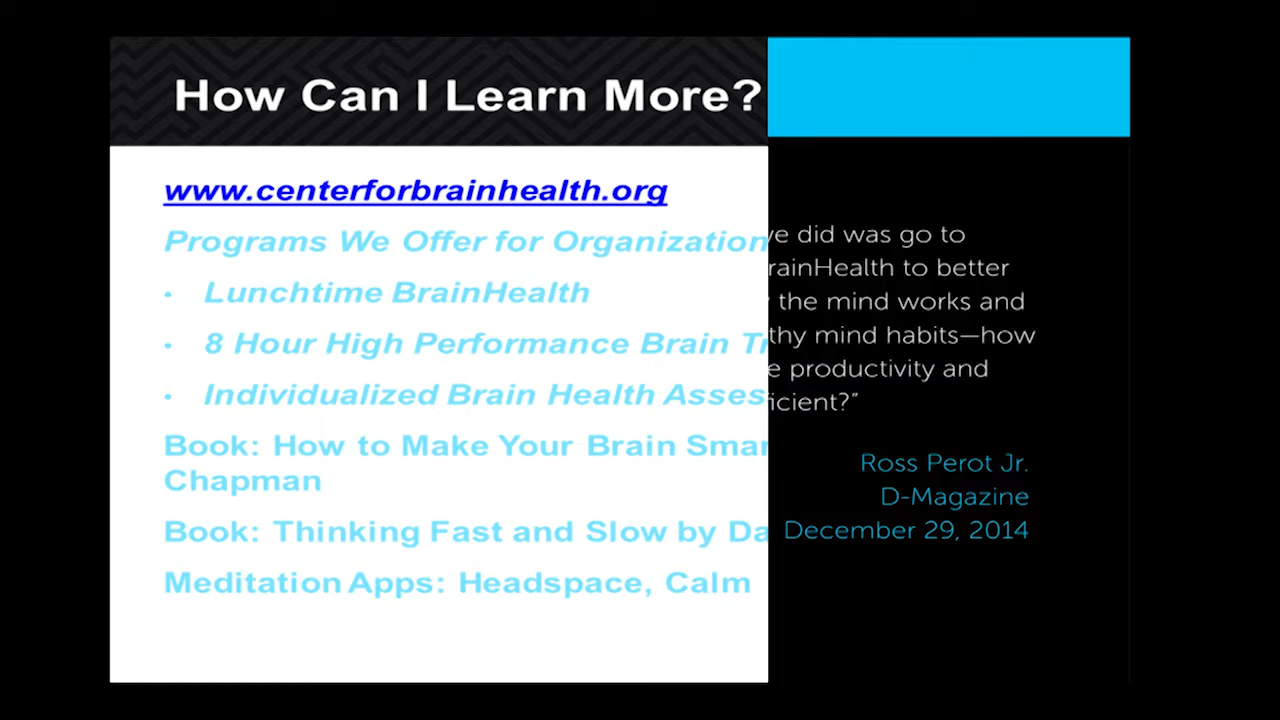 How Can I Learn More?
www.centerforbrainhealth.org
Programs We Offer for Organization
• Lunchtime BrainHealth
• 8 Hour High Performance Brain Tr
• Individualized Brain Health Asses
Book: How to Make Your Brain Smar
Chapman
Book: Thinking Fast and Slow by Da
Meditation Apps: Headspace, Calm
ve did was go to
rainHealth to better
the mind works and
thy mind habits—how
e productivity and
ficient?”
Ross Perot Jr.
D-Magazine
December 29, 2014